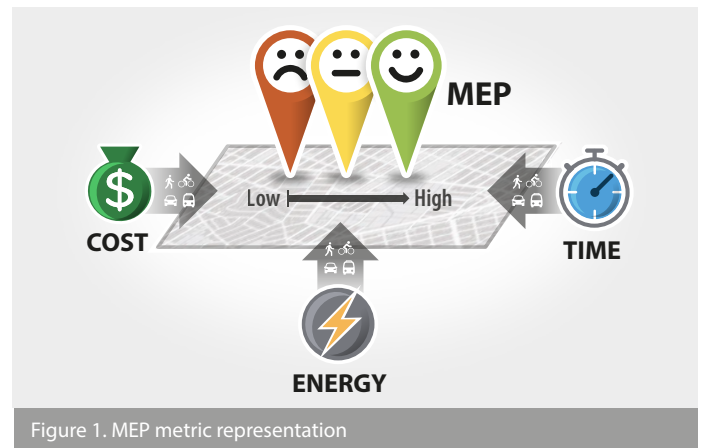 MEP
$
Low
High
COST
TIME
ENERGY
Figure 1. MEP metric representation